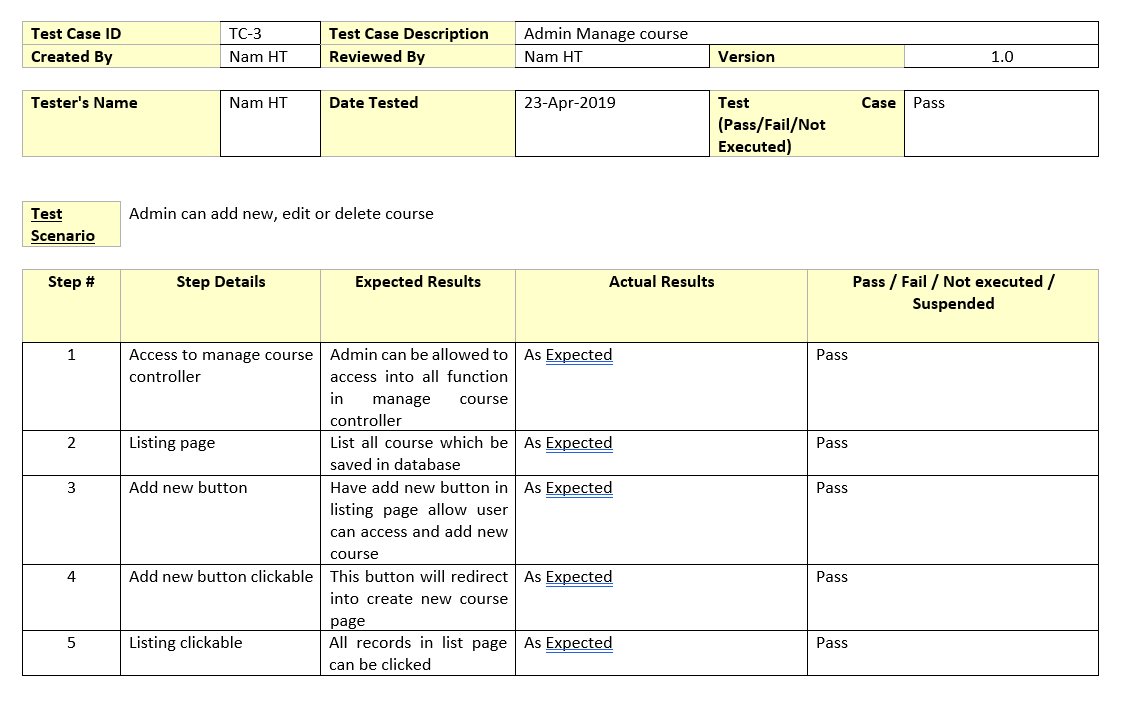 Test Case ID TC-3 Test Case Description Admin Manage course
Created By Nam HT Reviewed By Nam HT Version 1.0
Tester's Name Nam HT Date Tested 23-Apr-2019 Test Case Pass
(Pass/Fail/Not
Executed)
Test Admin can add new, edit or delete course
Scenario
Step # Step Details Expected Results Actual Results Pass / Fail / Not executed /
Suspended
1 Access to manage course Admin can be allowed to As Expected Pass
controller access into all function
in manage course
controller
2 Listing page List all course which be As Expected Pass
saved in database
3 Add new button Have add new button in As Expected Pass
listing page allow user
can access and add new
course
4 Add new button clickable This button will redirect As Expected Pass
into create new course
page
5 Listing clickable All records in list page As Expected Pass
can be clicked